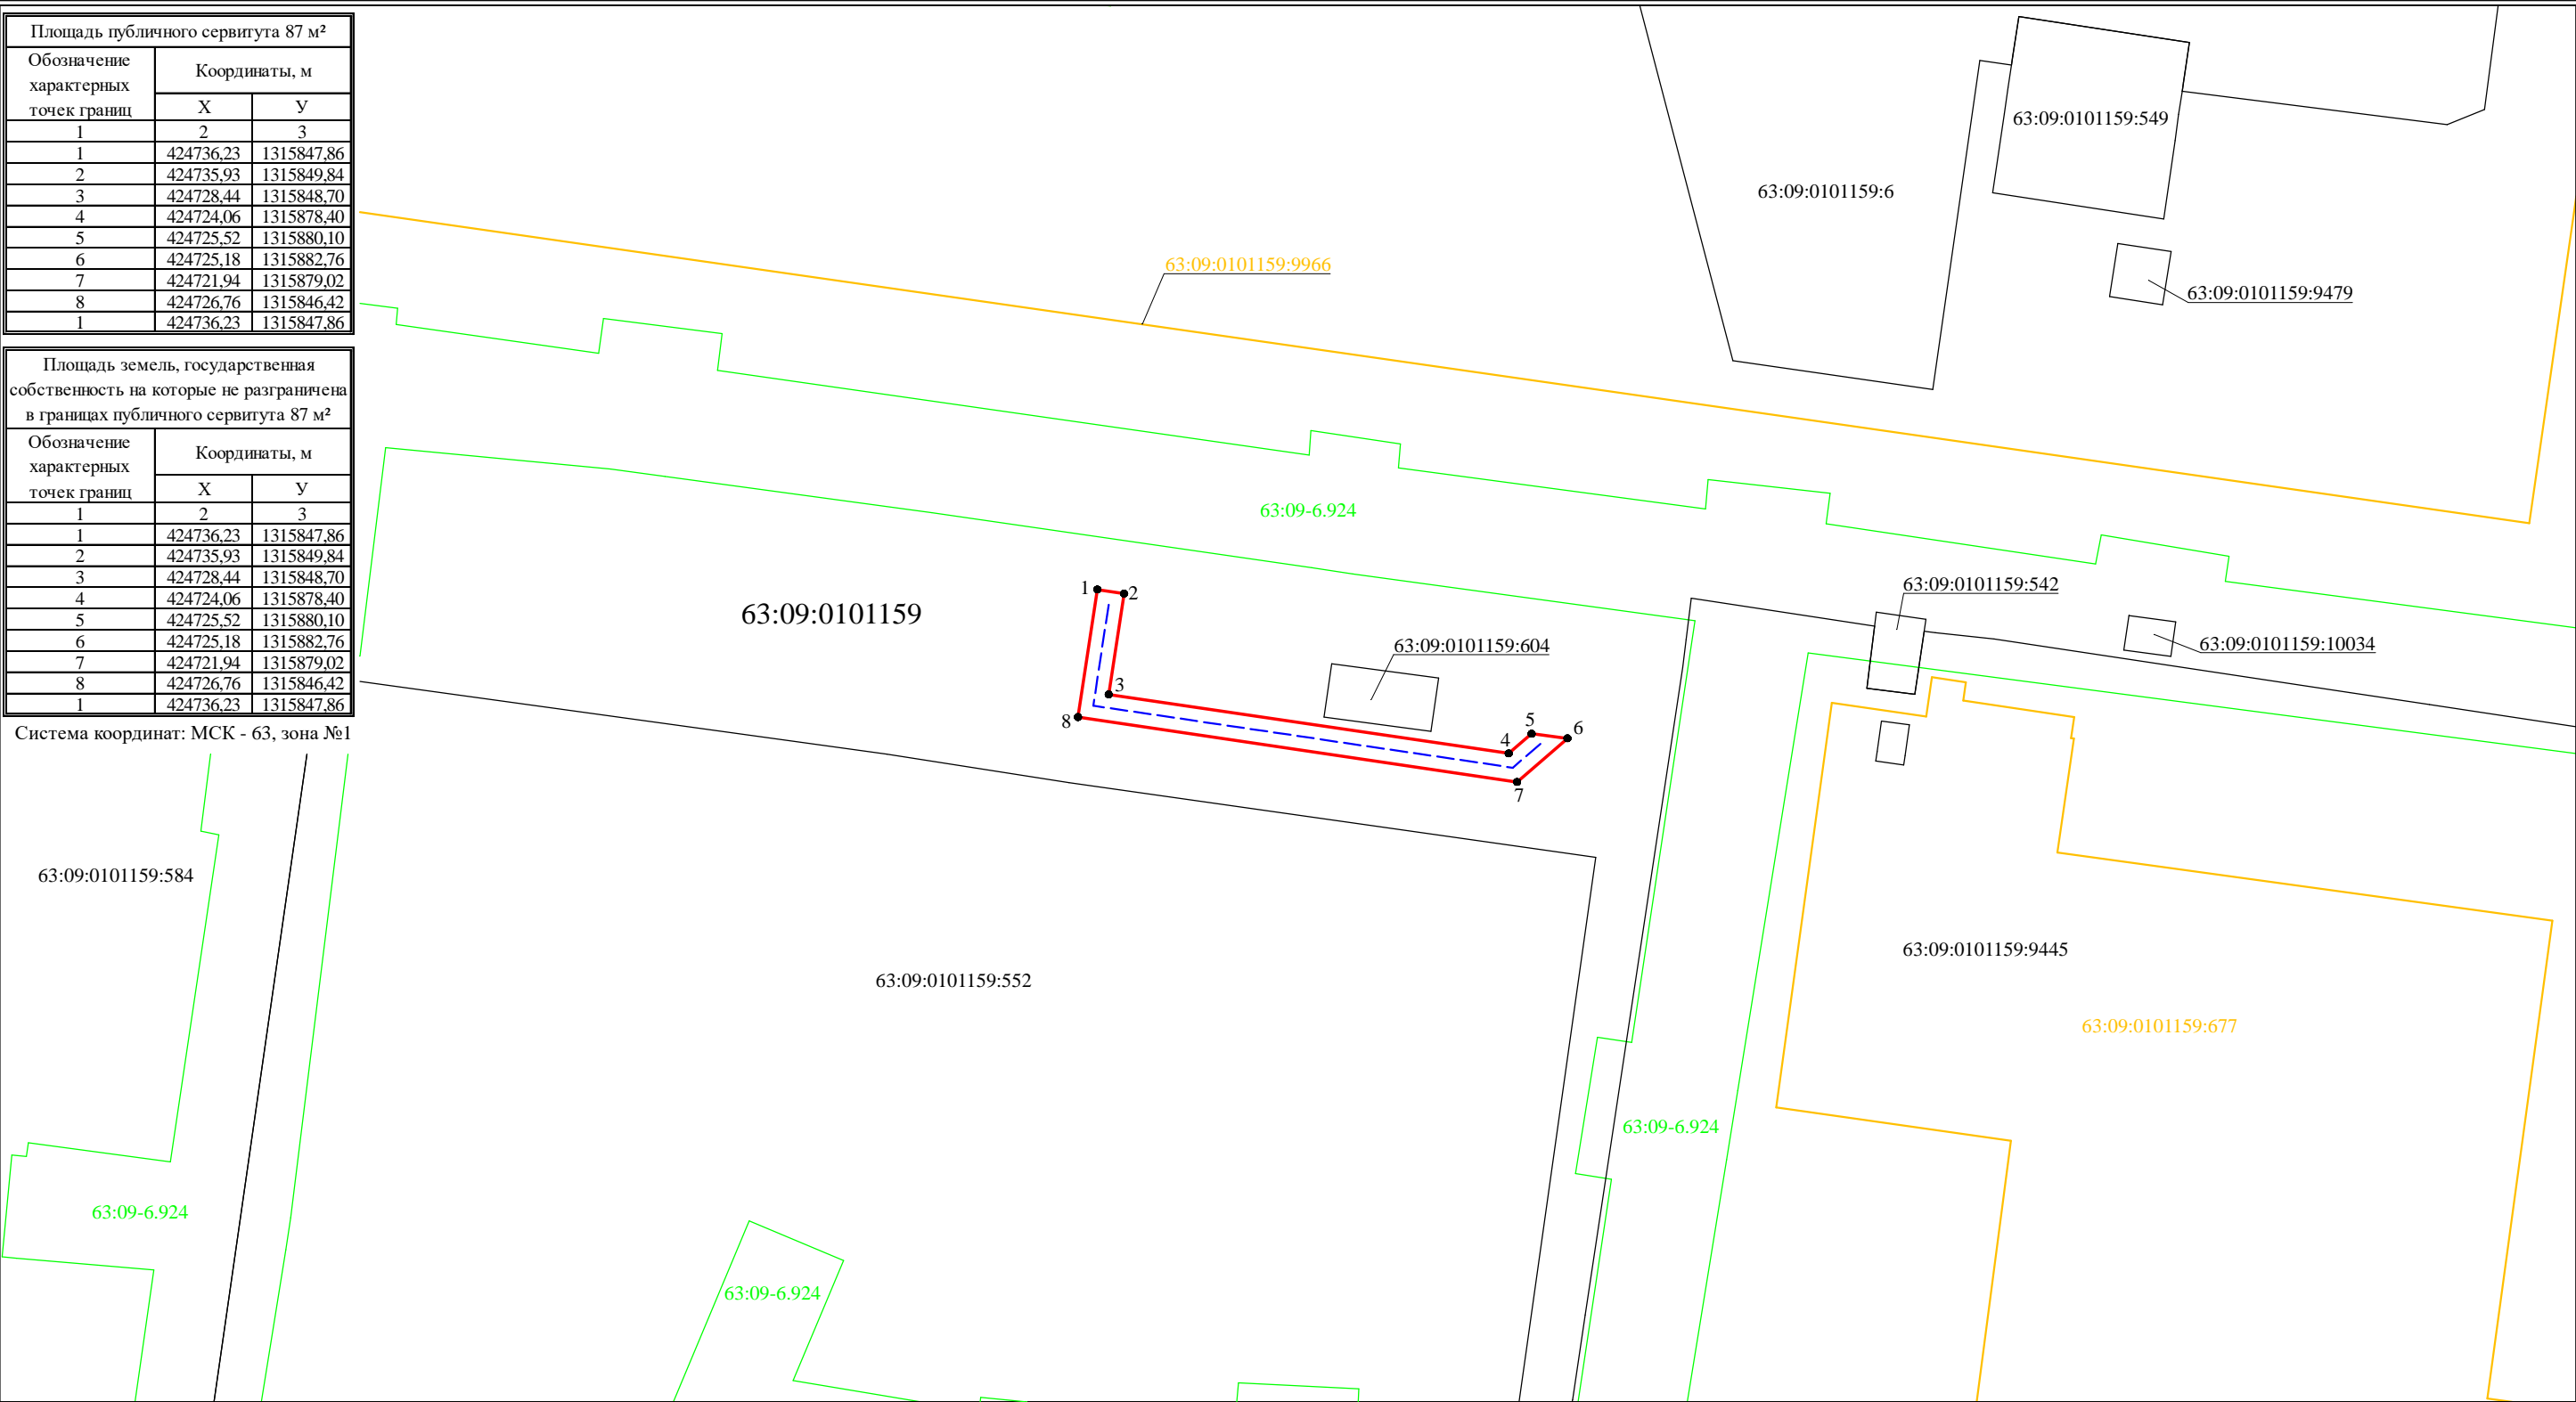 Площадь публичного сервитута 87 м²
Обозначение характерных точек границ
Координаты, м
Х У
1 2 3
1 424736,23 1315847,86
2 424735,93 1315849,84
3 424728,44 1315848,70
4 424724,06 1315878,40
5 424725,52 1315880,10
6 424725,18 1315882,76
7 424721,94 1315879,02
8 424726,76 1315846,42
1 424736,23 1315847,86
Площадь земель, государственная
собственность на которые не разграничена
в границах публичного сервитута 87 м²
Обозначение характерных точек границ
Координаты, м
Х У
1 2 3
1 424736,23 1315847,86
2 424735,93 1315849,84
3 424728,44 1315848,70
4 424724,06 1315878,40
5 424725,52 1315880,10
6 424725,18 1315882,76
7 424721,94 1315879,02
8 424726,76 1315846,42
1 424736,23 1315847,86
Система координат: МСК - 63, зона №1
63:09:0101159:549
63:09:0101159:6
63:09:0101159:9966
63:09:0101159:9479
63:09-6.924
63:09:0101159:542
1
2
63:09:0101159
63:09:0101159:604
63:09:0101159:10034
3
8
5
6
4
7
63:09:0101159:584
63:09:0101159:9445
63:09:0101159:552
63:09:0101159:677
63:09-6.924
63:09-6.924
63:09-6.924